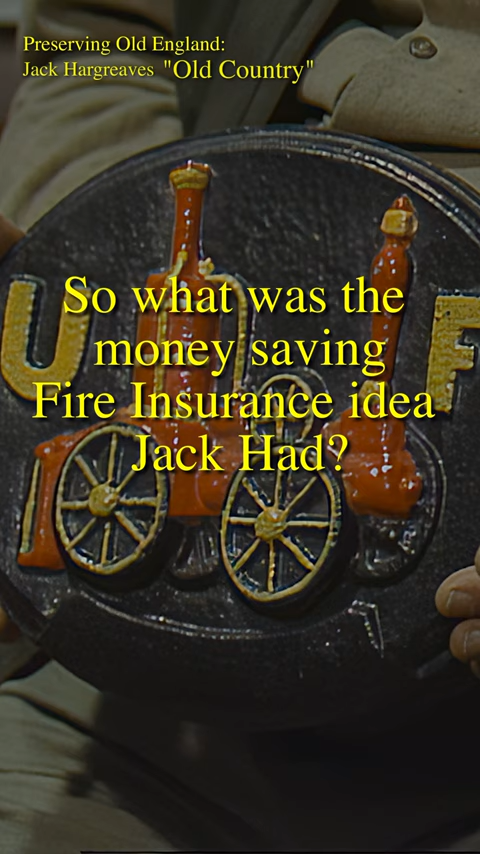 Preserving Old England:
Jack Hargreaves "Old Country"
So what was the
money saving
Fire Insurance idea
Jack Had?
U F